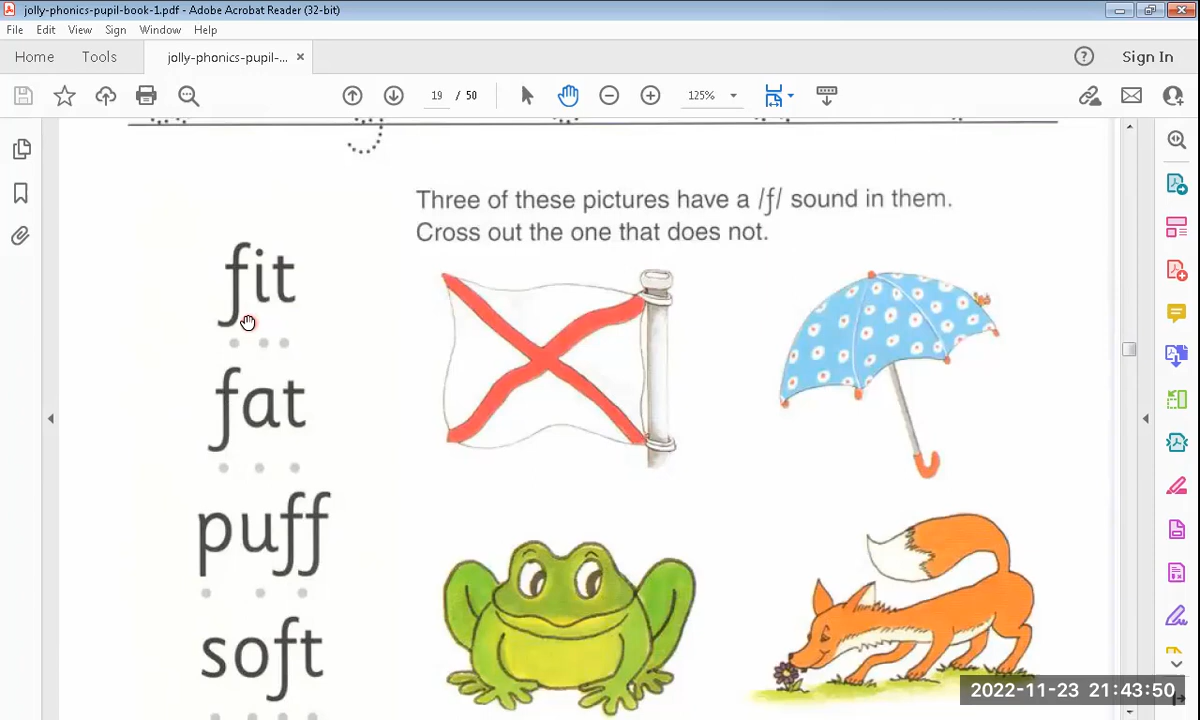 jolly-phonics-pupil-book-1.pdf - Adobe Acrobat Reader (32-bit)
File Edit View Sign Window Help
Home Tools jolly-phonics-pupil-... × Sign In
19 / 50 125%
Three of these pictures have a /f/ sound in them.
Cross out the one that does not.
fit
fat
puff
soft
2022-11-23 21:43:50